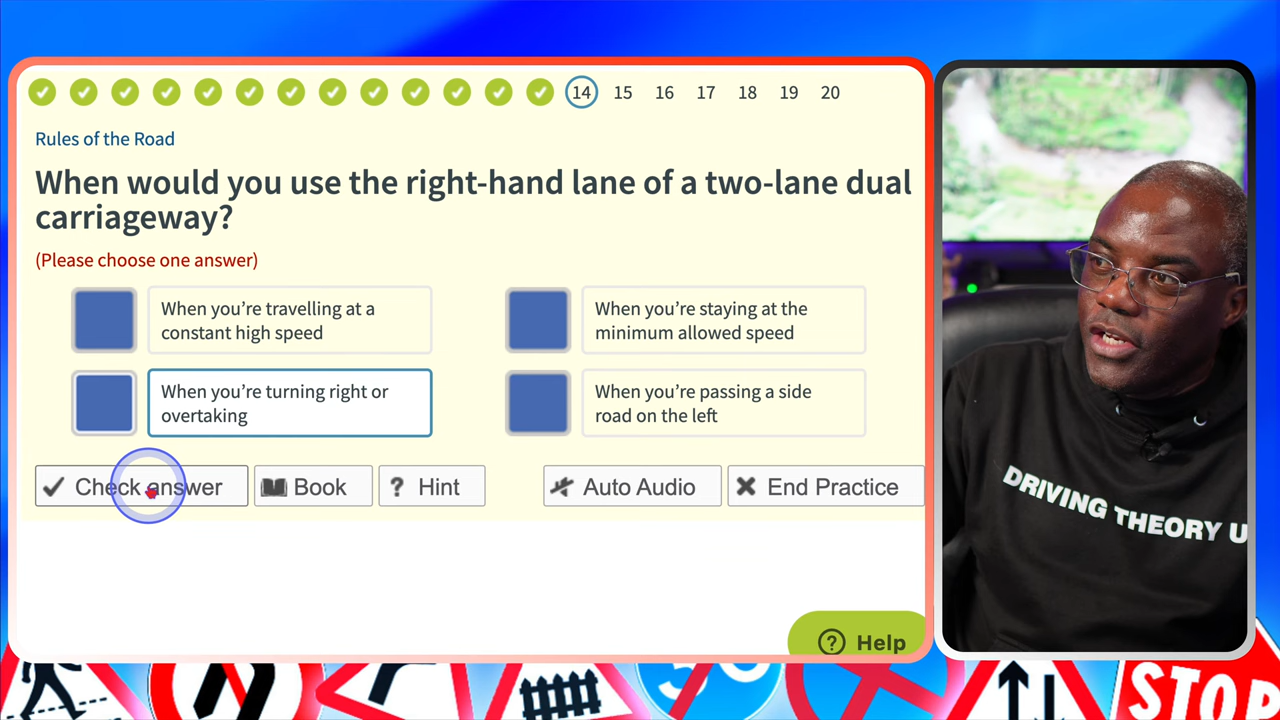 14 15 16 17 18 19 20
Rules of the Road
When would you use the right-hand lane of a two-lane dual
carriageway?
(Please choose one answer)
When you’re travelling at a
constant high speed
When you’re staying at the
minimum allowed speed
When you’re turning right or
overtaking
When you’re passing a side
road on the left
Check answer
Book
? Hint
Auto Audio
End Practice
? Help
DRIVING THEORY U
STOP